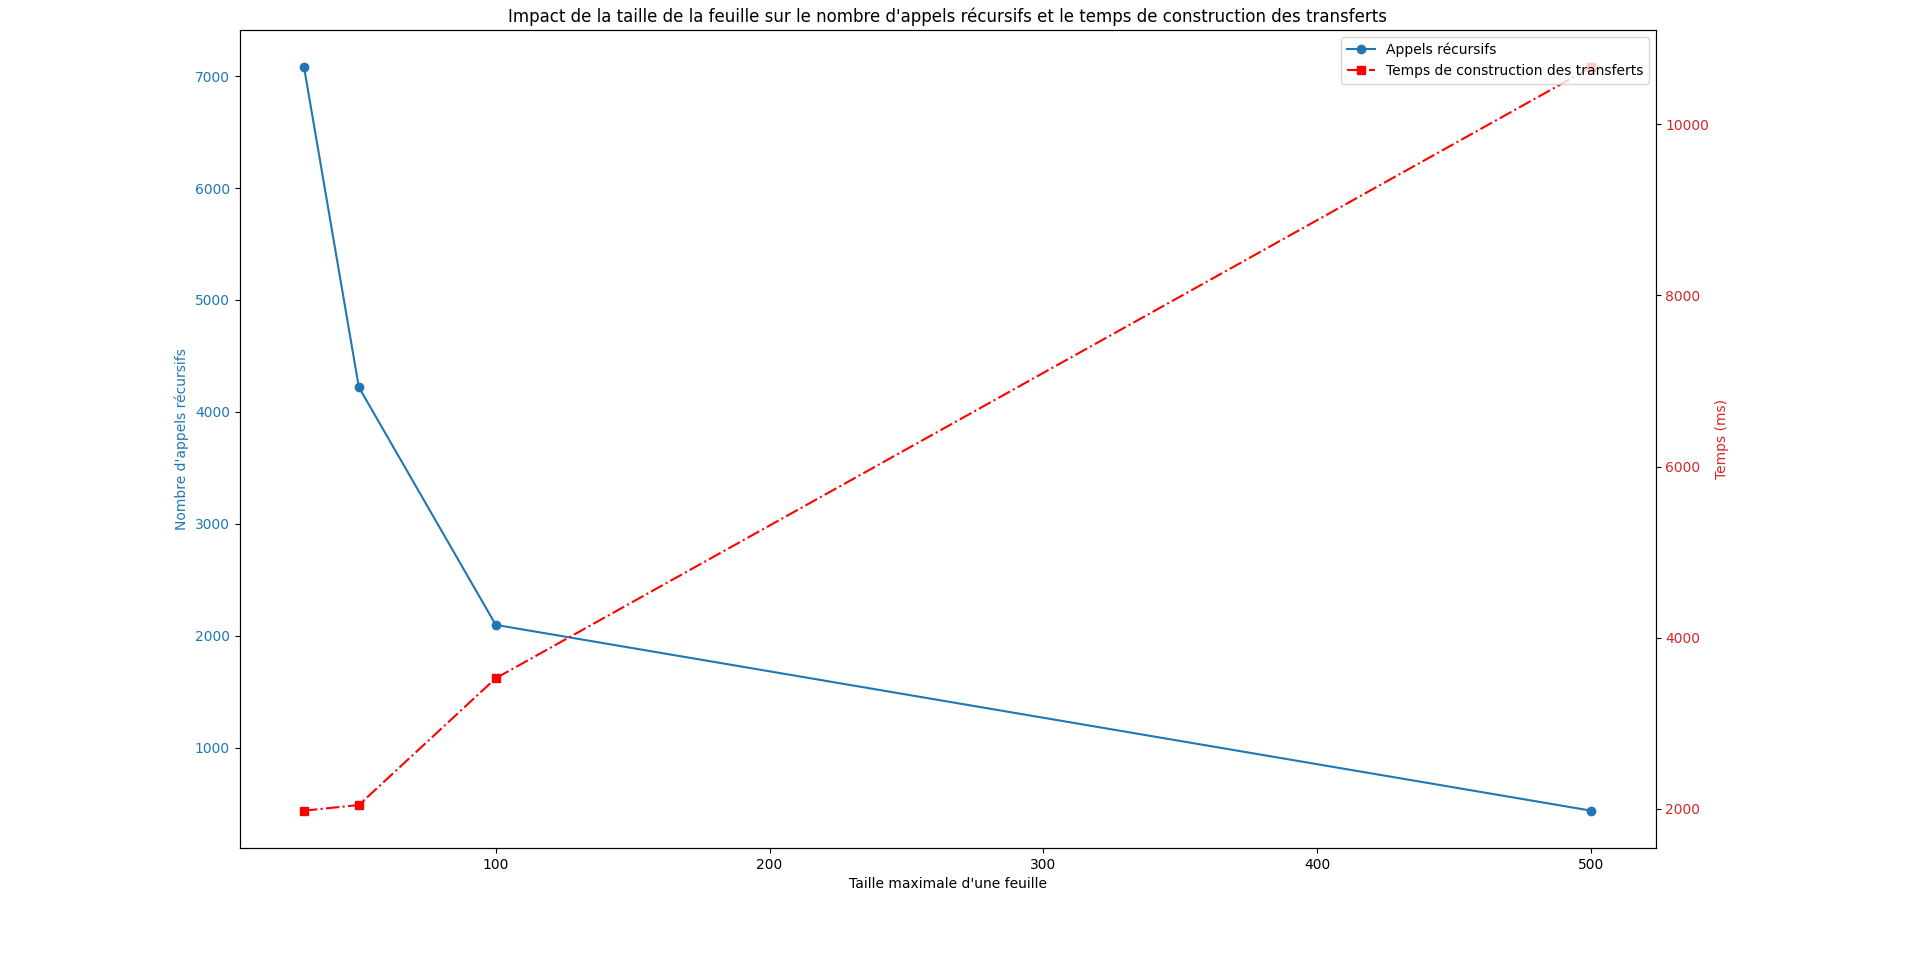 Impact de la taille de la feuille sur le nombre d'appels récursifs et le temps de construction des transferts
Appels récursifs
Temps de construction des transferts
7000
6000
5000
4000
3000
2000
1000
Nombre d'appels récursifs
10000
8000
6000
4000
2000
Temps (ms)
100
200
300
400
500
Taille maximale d'une feuille